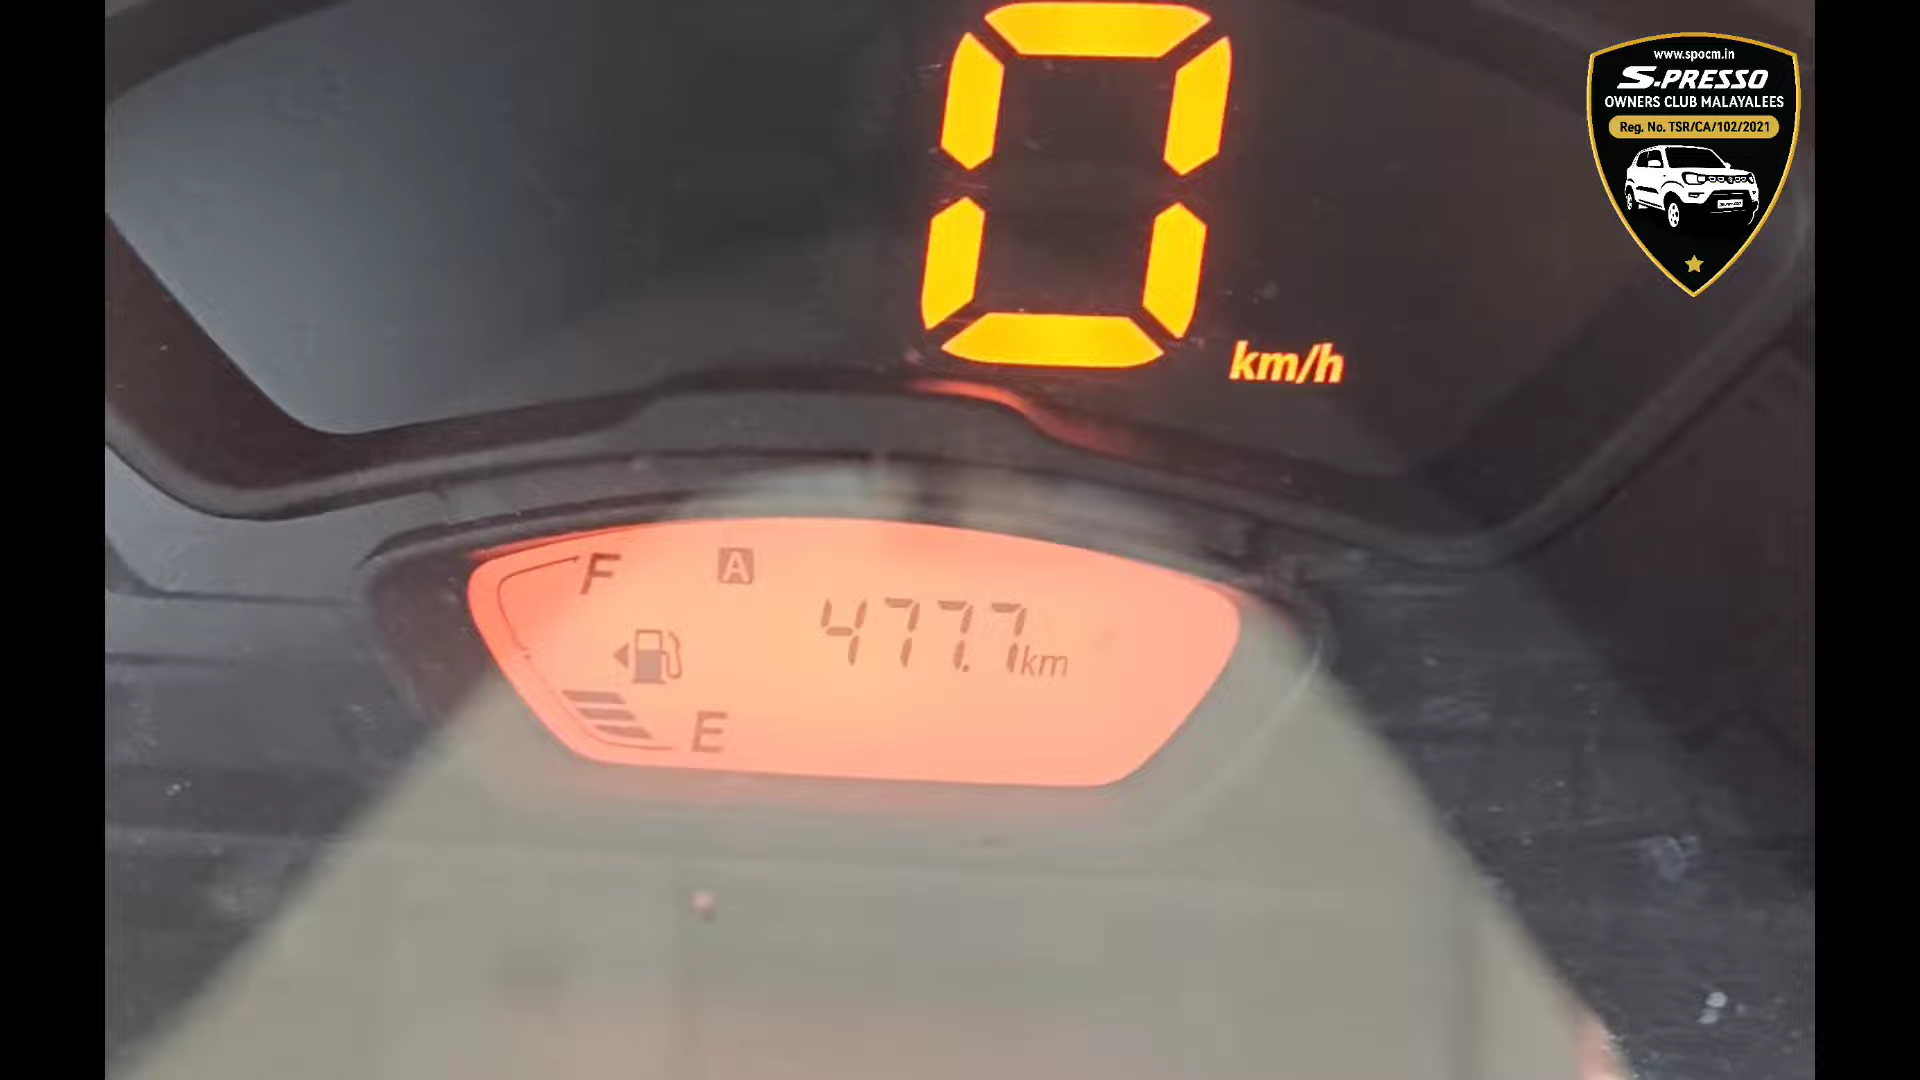 www.spocm.in
S.PRESSO
OWNERS CLUB MALAYALEES
Reg. No. TSR/CA/102/2021
0
km/h
F
A
477.7 km
E